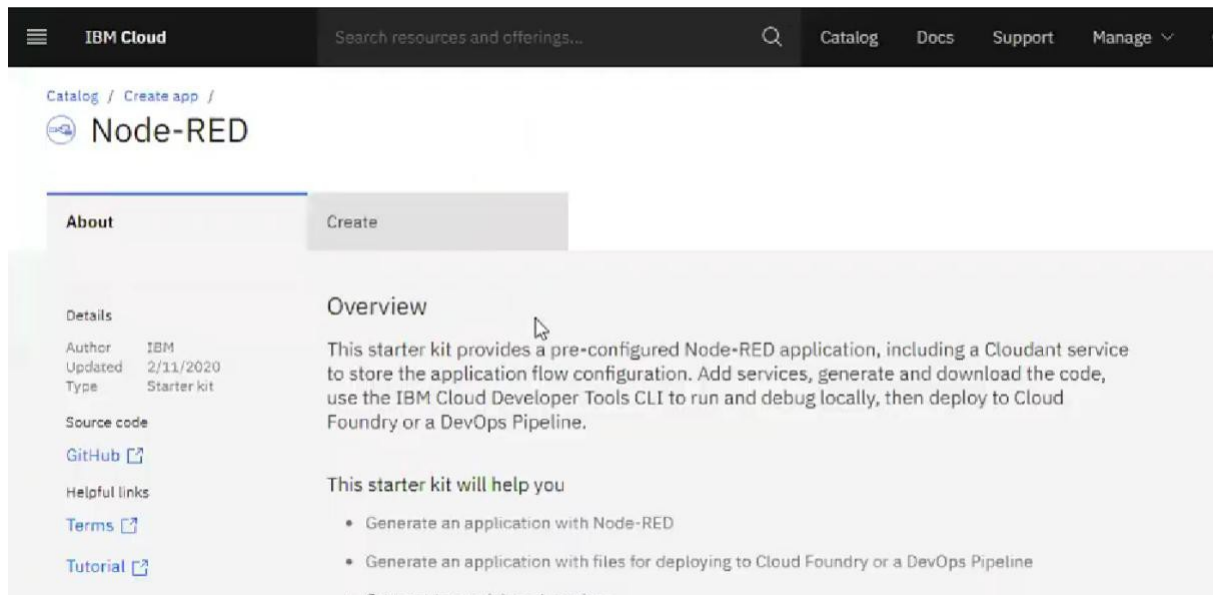 IBM Cloud
Search resources and offerings...
Catalog
Docs
Support
Manage
Catalog / Create app /
Node-RED
About
Create
Details
Author IBM
Updated 2/11/2020
Type Starter kit
Source code
GitHub
Helpful links
Terms
Tutorial
Overview
This starter kit provides a pre-configured Node-RED application, including a Cloudant service
to store the application flow configuration. Add services, generate and download the code,
use the IBM Cloud Developer Tools CLI to run and debug locally, then deploy to Cloud
Foundry or a DevOps Pipeline.
This starter kit will help you
• Generate an application with Node-RED
• Generate an application with files for deploying to Cloud Foundry or a DevOps Pipeline